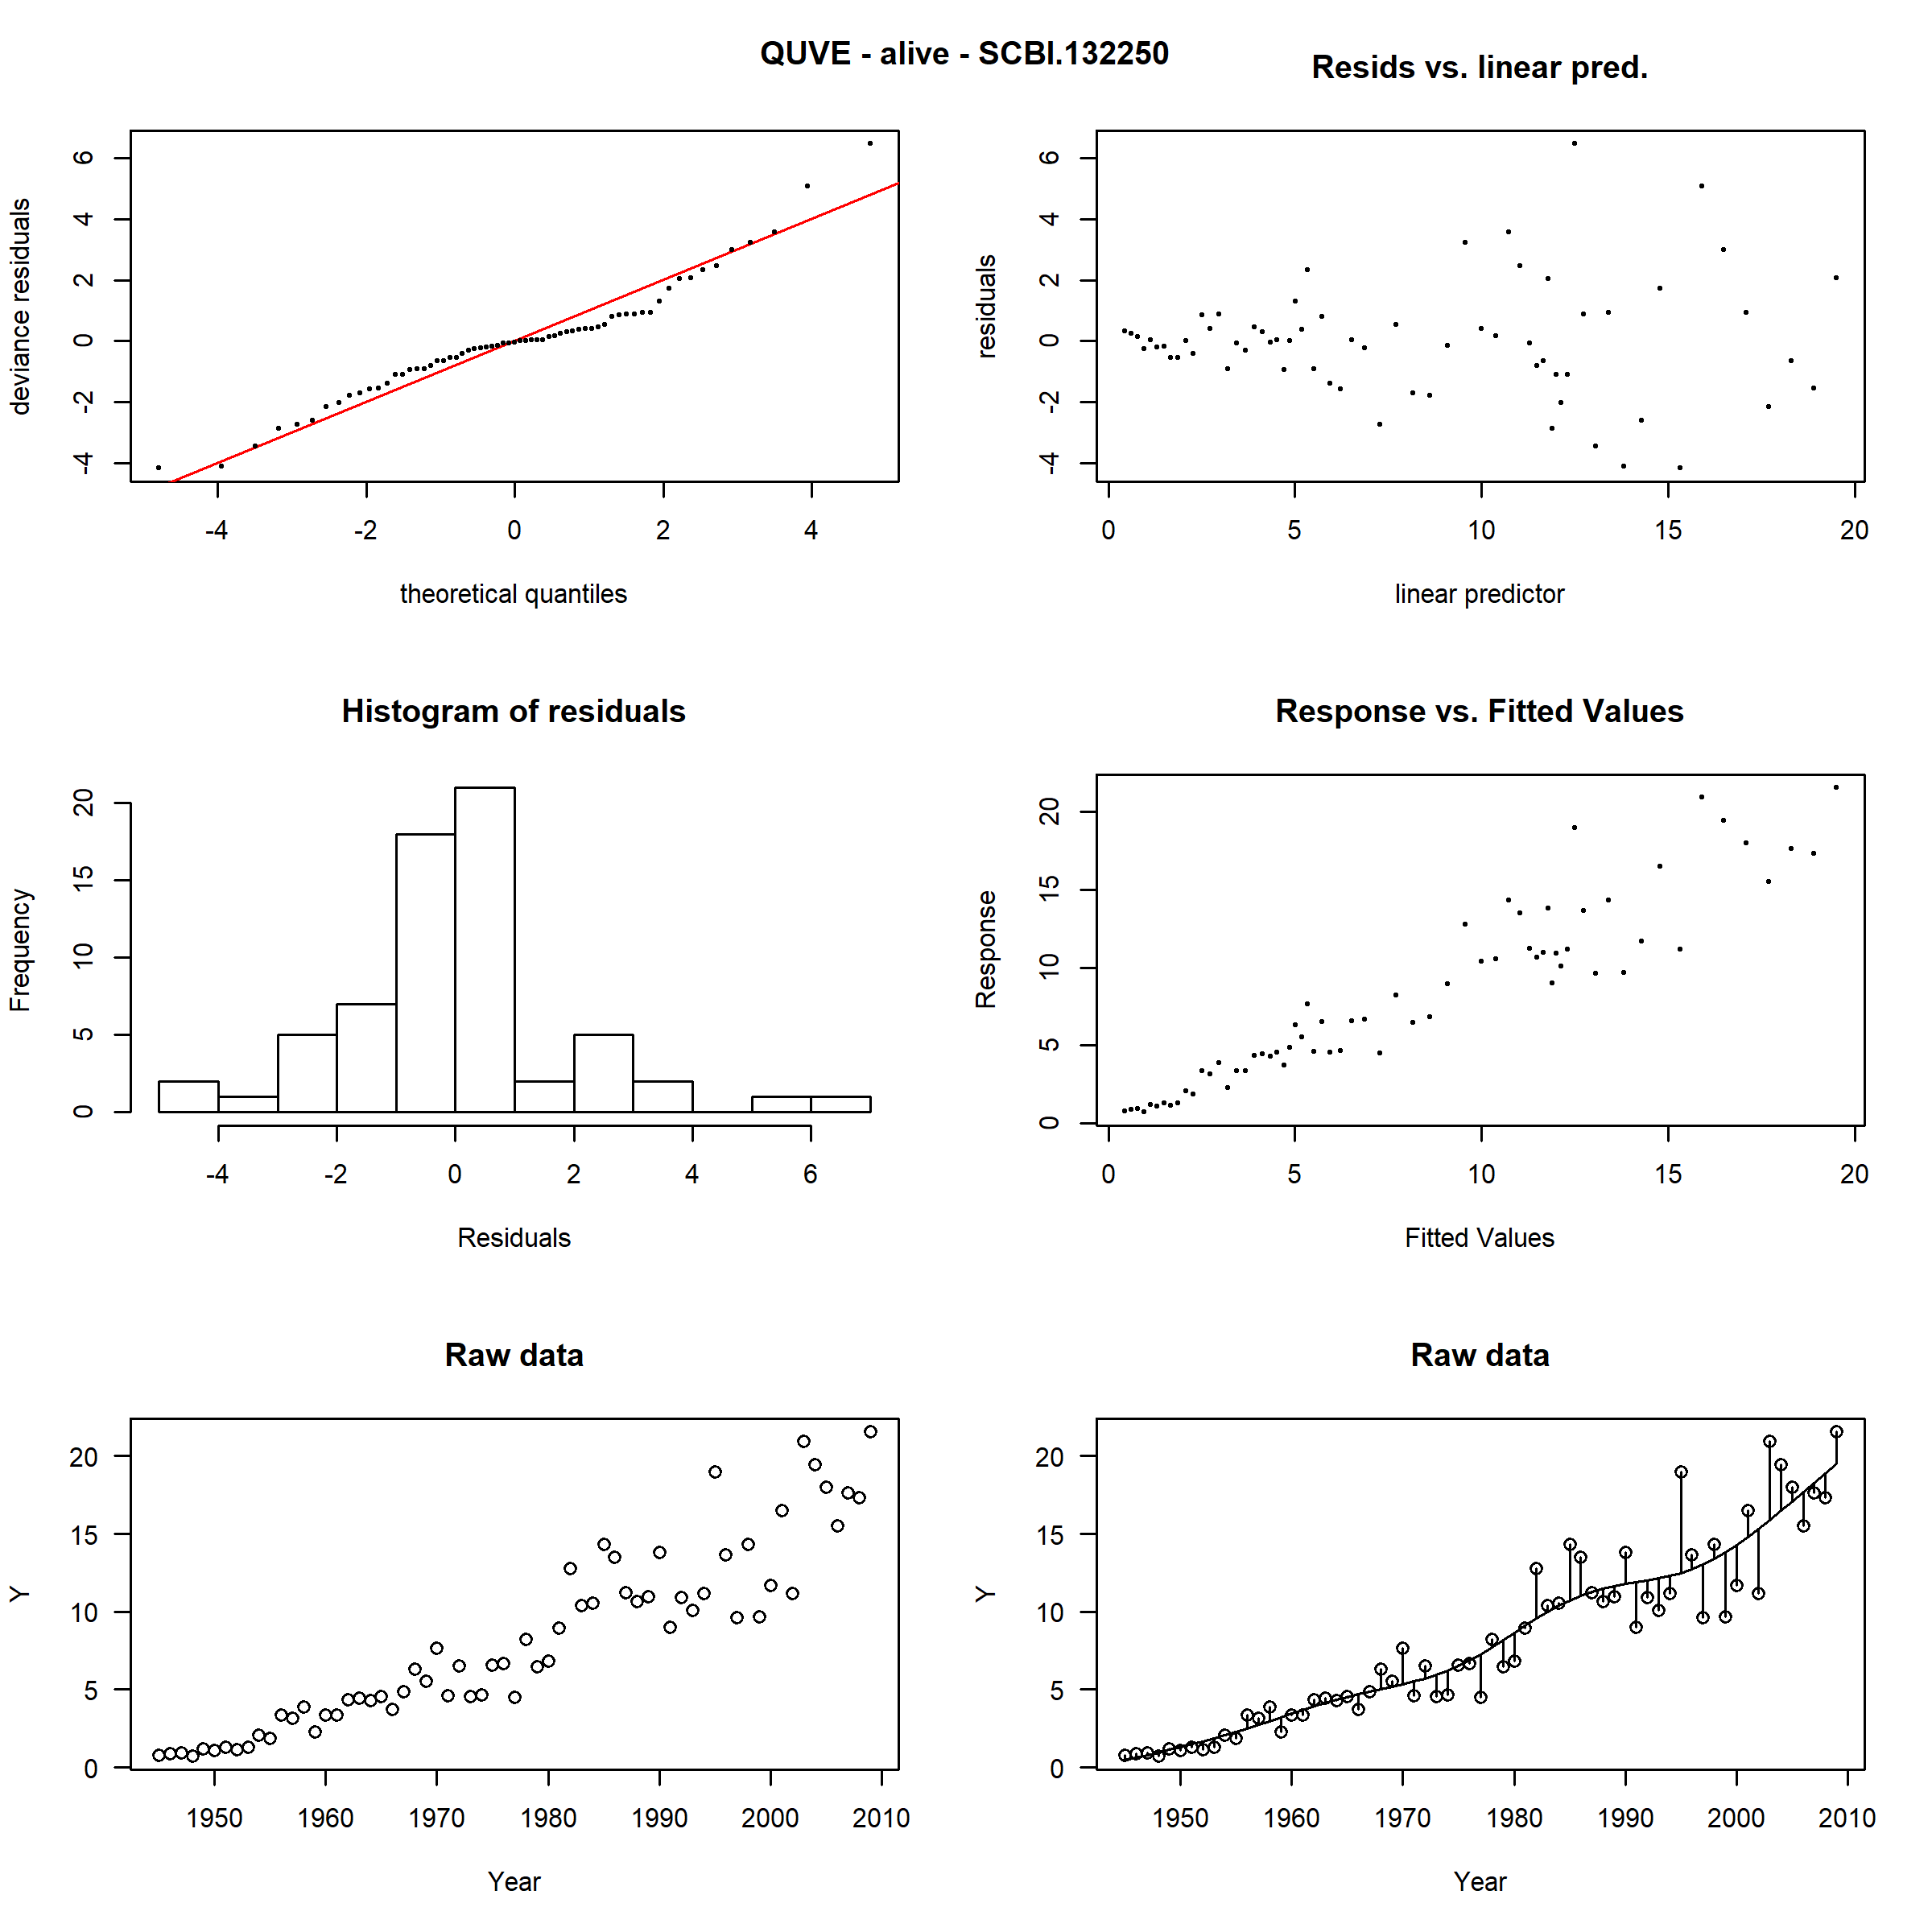 QUVE - alive - SCBI.132250
Resids vs. linear pred.
deviance residuals
6
4
2
0
-2
-4
-4 -2 0 2 4
theoretical quantiles
residuals
6
4
2
0
-2
-4
0 5 10 15 20
linear predictor
Histogram of residuals
Frequency
20
15
10
5
0
-4 -2 0 2 4 6
Residuals
Response vs. Fitted Values
Response
20
15
10
5
0
0 5 10 15 20
Fitted Values
Raw data
Y
20
15
10
5
0
1950 1960 1970 1980 1990 2000 2010
Year
Raw data
Y
20
15
10
5
0
1950 1960 1970 1980 1990 2000 2010
Year